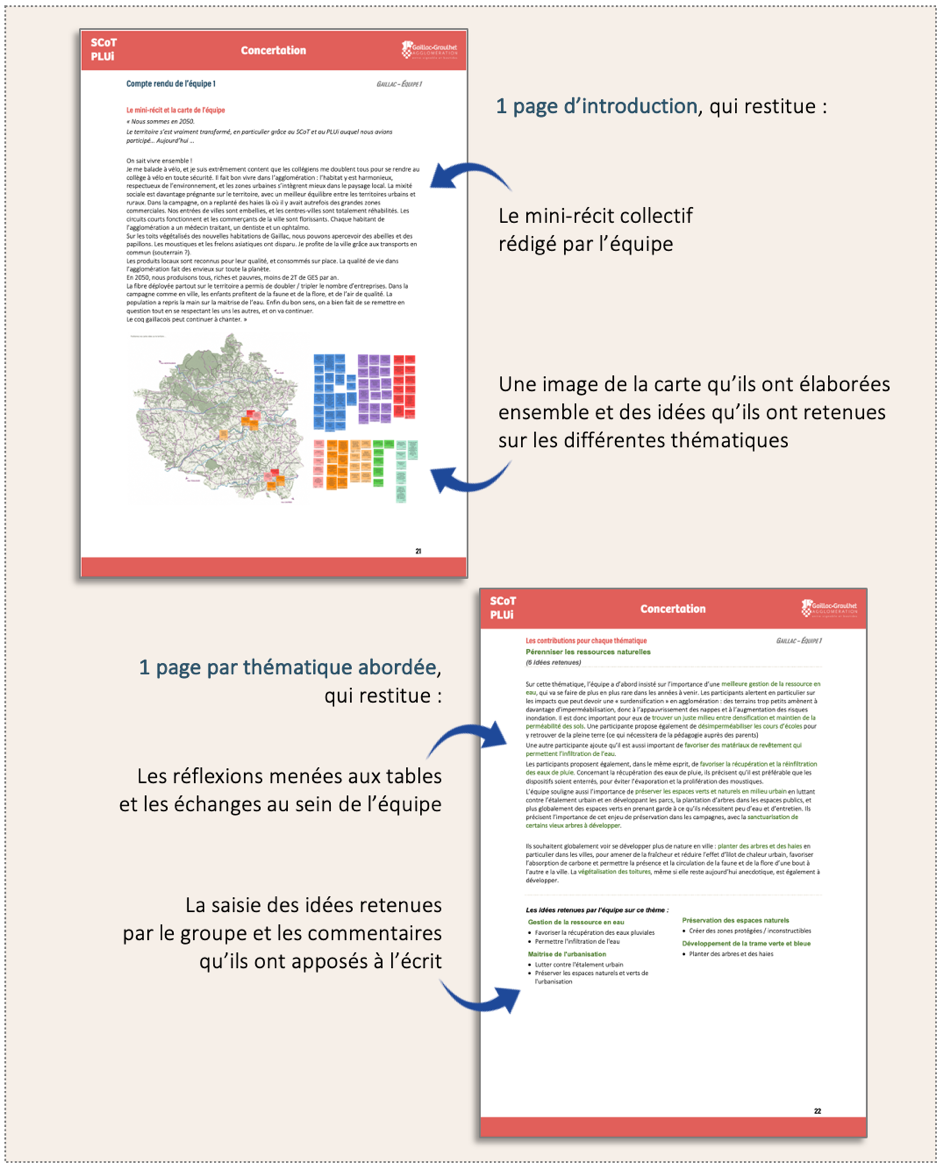 SCoT
PLUi
Concertation
Gaillac-Graulhet
AGGLOMÉRATION
Compte rendu de l'équipe 1
GAILLAC – ÉQUIPE 1
Le mini-récit et la carte de l'équipe
« Nous sommes en 2050.
Le territoire s'est vraiment transformé, en particulier grâce au SCoT et au PLUi auquel nous avions
participé… Aujourd'hui …
On sait vivre ensemble !
Je me balade à vélo, et je suis extrêmement content que les collégiens me doublent tous pour se rendre au
collège à vélo en toute sécurité. Il fait bon vivre dans l'agglomération : l'habitat y est harmonieux,
respectueux de l'environnement, et les zones urbaines s'intègrent mieux dans le paysage local. La mixité
sociale est davantage prégnante sur le territoire, avec un meilleur équilibre entre les territoires urbains et
ruraux. Dans la campagne, on a replanté des haies là où il y avait autrefois des grandes zones
commerciales. Nos entrées de villes sont embellies, et les centres-villes sont totalement réhabilités. Les
circuits courts fonctionnent et les commerçants de la ville sont florissants. Chaque habitant de
l'agglomération a un médecin traitant, un dentiste et un ophtalmo.
Sur les toits végétalisés des nouvelles habitations de Gaillac, nous pouvons apercevoir des abeilles et des
papillons. Les moustiques et les frelons asiatiques ont disparu. Je profite de la ville grâce aux transports en
commun (souterrain ?).
Les produits locaux sont reconnus pour leur qualité, et consommés sur place. La qualité de vie dans
l'agglomération fait des envieux sur toute la planète.
En 2050, nous produisons tous, riches et pauvres, moins de 2T de GES par an.
La fibre déployée partout sur le territoire a permis de doubler / tripler le nombre d'entreprises. Dans la
campagne comme en ville, les enfants profitent de la faune et de la flore, et de l'air de qualité. La
population a repris la main sur la maitrise de l'eau. Enfin du bon sens, on a bien fait de se remettre en
question tout en se respectant les uns les autres, et on va continuer.
Le coq gaillacois peut continuer à chanter. »
21
1 page d'introduction, qui restitue :
Le mini-récit collectif
rédigé par l'équipe
Une image de la carte qu'ils ont élaborées
ensemble et des idées qu'ils ont retenues
sur les différentes thématiques
1 page par thématique abordée,
qui restitue :
Les réflexions menées aux tables
et les échanges au sein de l'équipe
La saisie des idées retenues
par le groupe et les commentaires
qu'ils ont apposés à l'écrit
SCoT
PLUi
Concertation
Gaillac-Graulhet
AGGLOMÉRATION
Les contributions pour chaque thématique
GAILLAC – ÉQUIPE 1
Pérenniser les ressources naturelles
(6 idées retenues)
Sur cette thématique, l'équipe a d'abord insisté sur l'importance d'une meilleure gestion de la ressource en
eau, qui va se faire de plus en plus rare dans les années à venir. Les participants alertent en particulier sur
les impacts que peut devoir une « surdensification » en agglomération : des terrains trop petits amènent à
davantage d'imperméabilisation, donc à l'appauvrissement des nappes et à l'augmentation des risques
inondation. Il est donc important pour eux de trouver un juste milieu entre densification et maintien de la
perméabilité des sols. Une participante propose également de désimperméabiliser les cours d'écoles pour
y retrouver de la pleine terre (ce qui nécessitera de la pédagogie auprès des parents)
Une autre participante ajoute qu'il est aussi important de favoriser des matériaux de revêtement qui
permettent l'infiltration de l'eau.
Les participants proposent également, dans le même esprit, de favoriser la récupération et la réinfiltration
des eaux de pluie. Concernant la récupération des eaux de pluie, ils précisent qu'il est préférable que les
dispositifs soient enterrés, pour éviter l'évaporation et la prolifération des moustiques.
L'équipe souligne aussi l'importance de préserver les espaces verts et naturels en milieu urbain en luttant
contre l'étalement urbain et en développant les parcs, la plantation d'arbres dans les espaces publics, et
plus globalement des espaces verts en prenant garde à ce qu'ils nécessitent peu d'eau et d'entretien. Ils
précisent l'importance de cet enjeu de préservation dans les campagnes, avec la sanctuarisation de
certains vieux arbres à développer.
Ils souhaitent globalement voir se développer plus de nature en ville : planter des arbres et des haies en
particulier dans les villes, pour amener de la fraîcheur et réduire l'effet d'îlot de chaleur urbain, favoriser
l'absorption de carbone et permettre la présence et la circulation de la faune et de la flore d'une bout à
l'autre e la ville. La végétalisation des toitures, même si elle reste aujourd'hui anecdotique, est également à
développer.
Les idées retenues par l'équipe sur ce thème :
Gestion de la ressource en eau
• Favoriser la récupération des eaux pluviales
• Permettre l'infiltration de l'eau
Maitrise de l'urbanisation
• Lutter contre l'étalement urbain
• Préserver les espaces naturels et verts de
l'urbanisation
Préservation des espaces naturels
• Créer des zones protégées / inconstructibles
Développement de la trame verte et bleue
• Planter des arbres et des haies
22